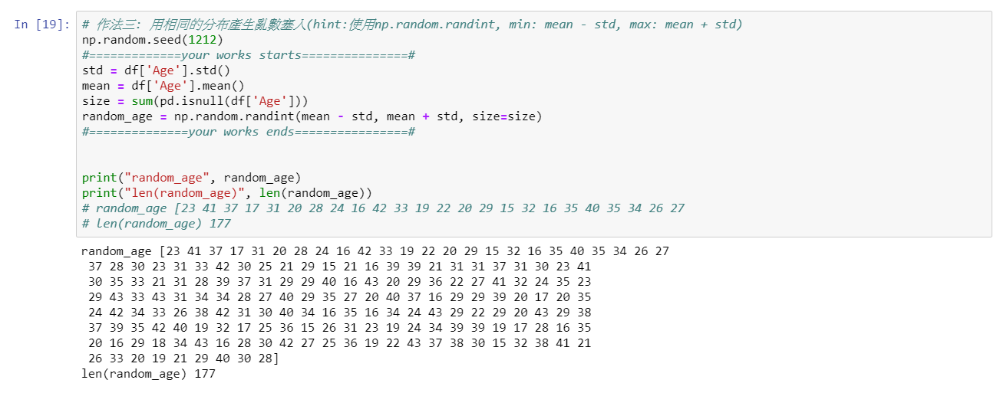 In [19]:
# 作法三: 用相同的分布產生亂數塞人(hint:使用np.random.randint, min: mean - std, max: mean + std)
np.random.seed(1212)
#=============your works starts===============#
std = df['Age'].std()
mean = df['Age'].mean()
size = sum(pd.isnull(df['Age']))
random_age = np.random.randint(mean - std, mean + std, size=size)
#==============your works ends================#
print("random_age", random_age)
print("len(random_age)", len(random_age))
# random_age [23 41 37 17 31 20 28 24 16 42 33 19 22 20 29 15 32 16 35 40 35 34 26 27
# len(random_age) 177
random_age [23 41 37 17 31 20 28 24 16 42 33 19 22 20 29 15 32 16 35 40 35 34 26 27
37 28 30 23 31 33 42 30 25 21 29 15 21 16 39 39 21 31 31 37 31 30 23 41
30 35 33 21 31 28 39 37 31 29 29 40 16 43 20 29 36 22 27 41 32 24 35 23
29 43 33 43 31 34 34 28 27 40 29 35 27 20 40 37 16 29 29 39 20 17 20 35
24 42 34 33 26 38 42 31 30 40 34 16 35 16 34 24 43 29 22 29 20 43 29 38
37 39 35 42 40 19 32 17 25 36 15 26 31 23 19 24 34 39 39 19 17 28 16 35
20 16 29 18 34 43 16 28 30 42 27 25 36 19 22 43 37 38 30 15 32 38 41 21
26 33 20 19 21 29 40 30 28]
len(random_age) 177